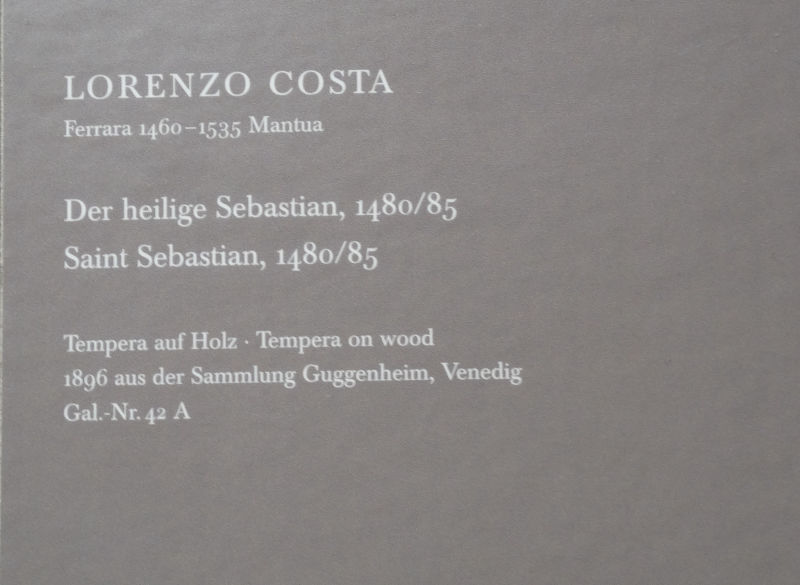 LORENZO COSTA
Ferrara 1460–1535 Mantua
Der heilige Sebastian, 1480/85
Saint Sebastian, 1480/85
Tempera auf Holz · Tempera on wood
1896 aus der Sammlung Guggenheim, Venedig
Gal.-Nr. 42 A